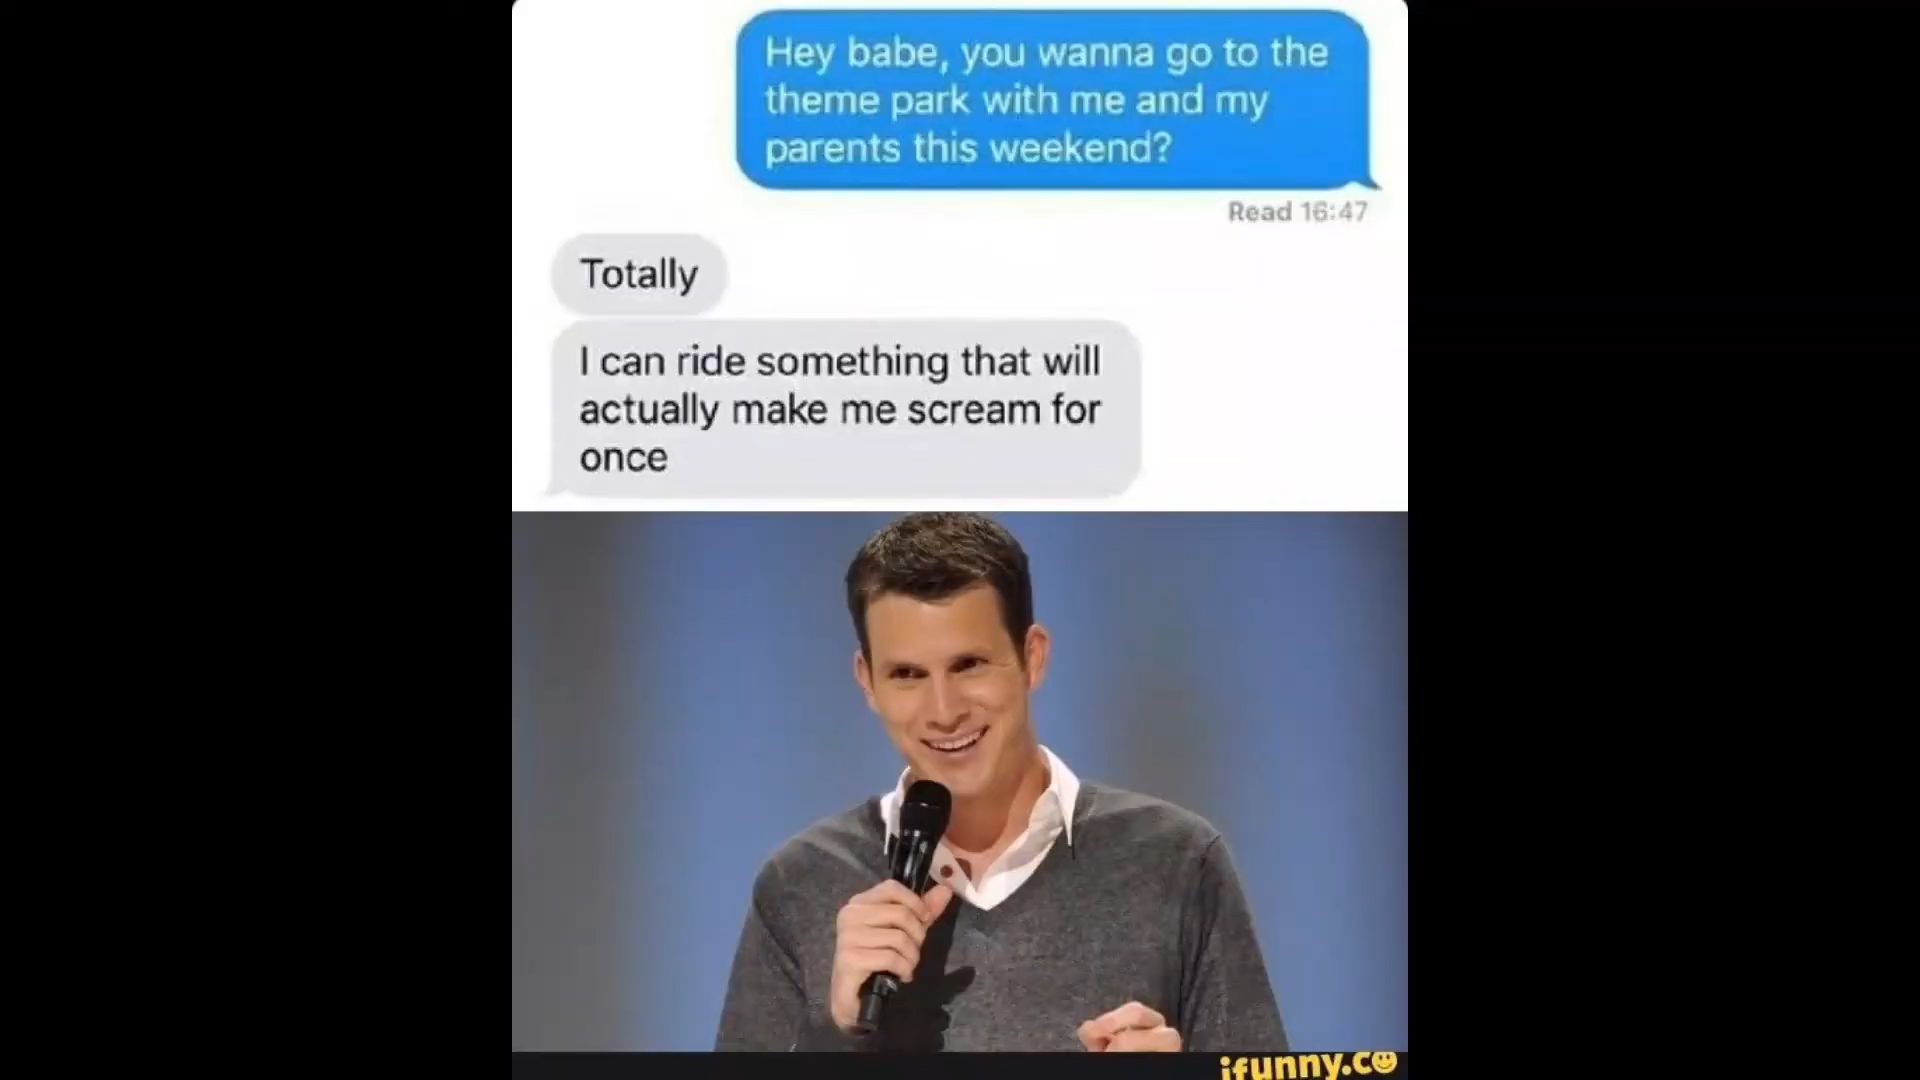 Hey babe, you wanna go to the
theme park with me and my
parents this weekend?
Read 16:47
Totally
I can ride something that will
actually make me scream for
once
ifunny.co